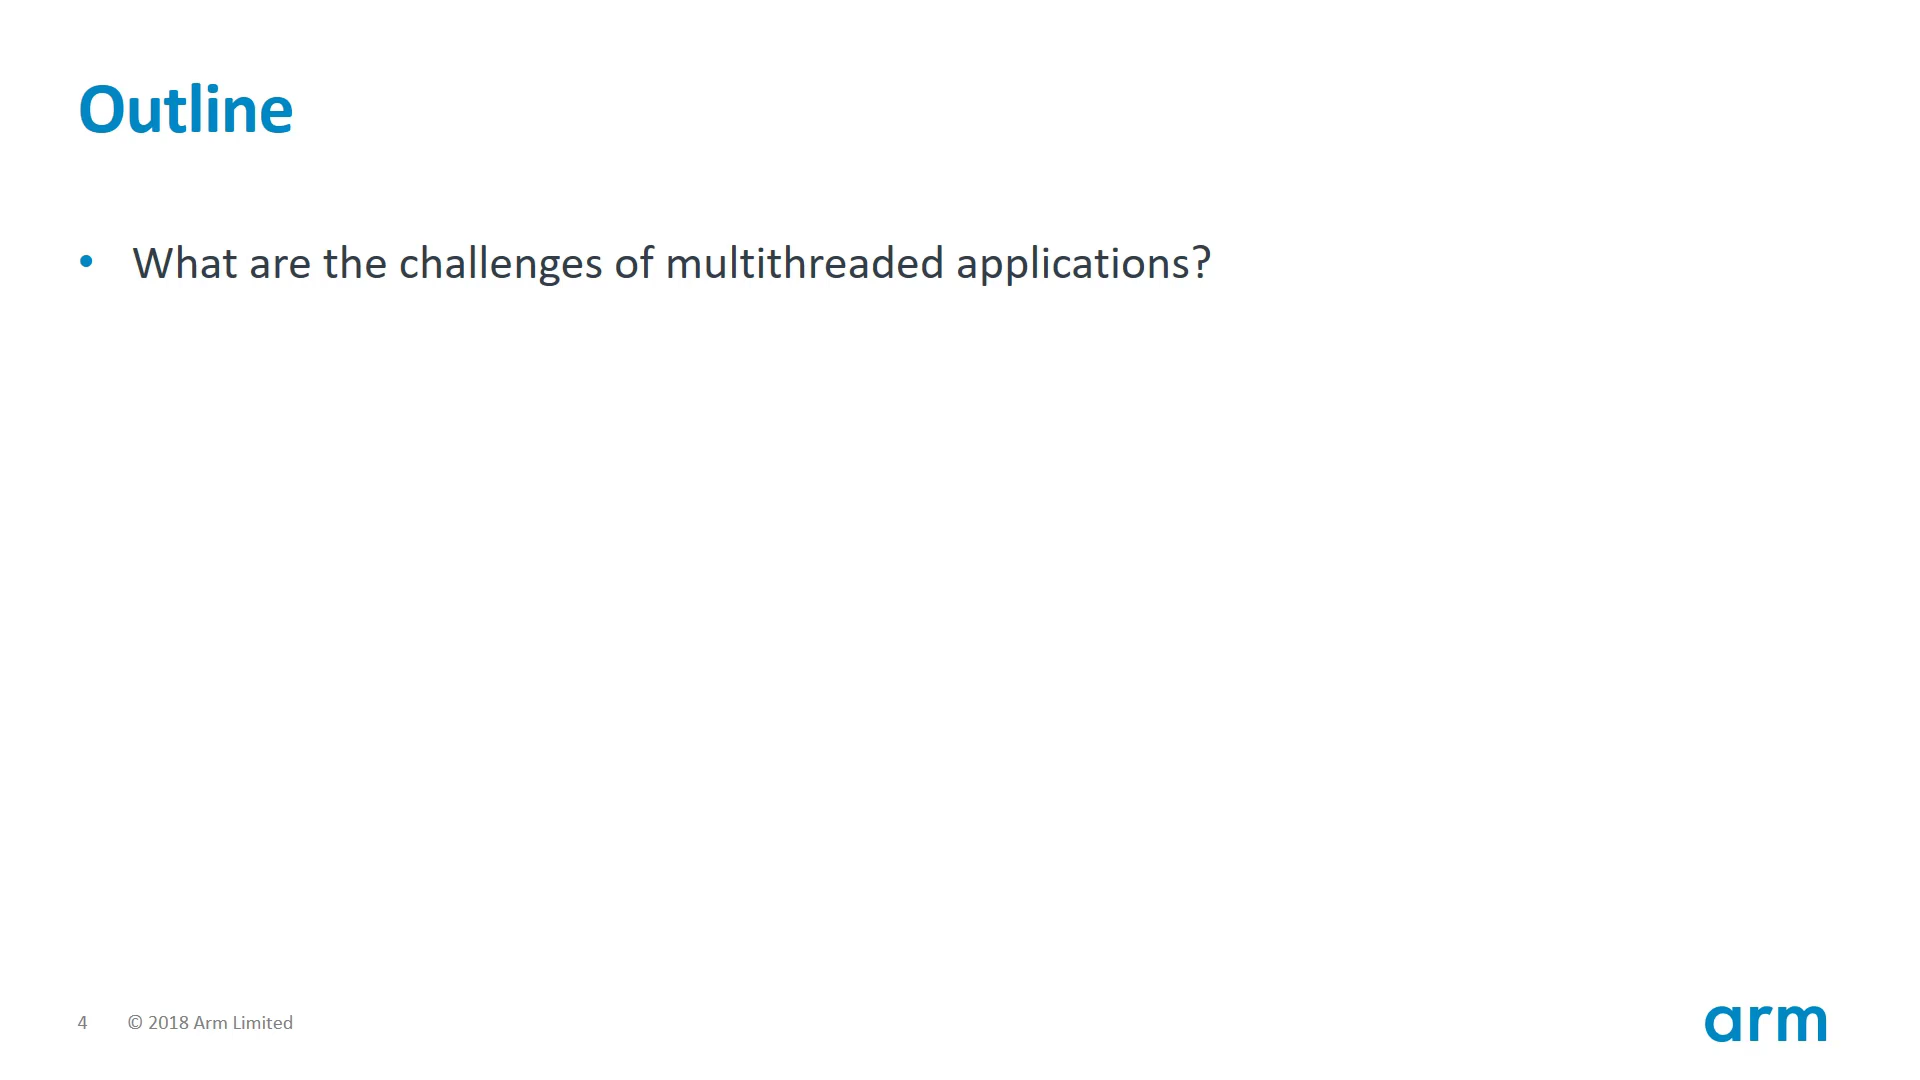 Outline
• What are the challenges of multithreaded applications?
4 © 2018 Arm Limited
arm